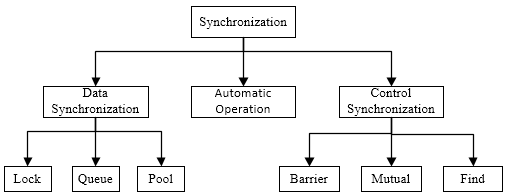 Synchronization
Data
Synchronization
Automatic
Operation
Control
Synchronization
Lock
Queue
Pool
Barrier
Mutual
Find